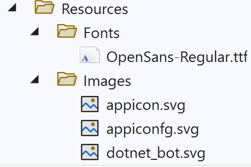 Resources
Fonts
OpenSans-Regular.ttf
Images
appicon.svg
appiconfg.svg
dotnet_bot.svg